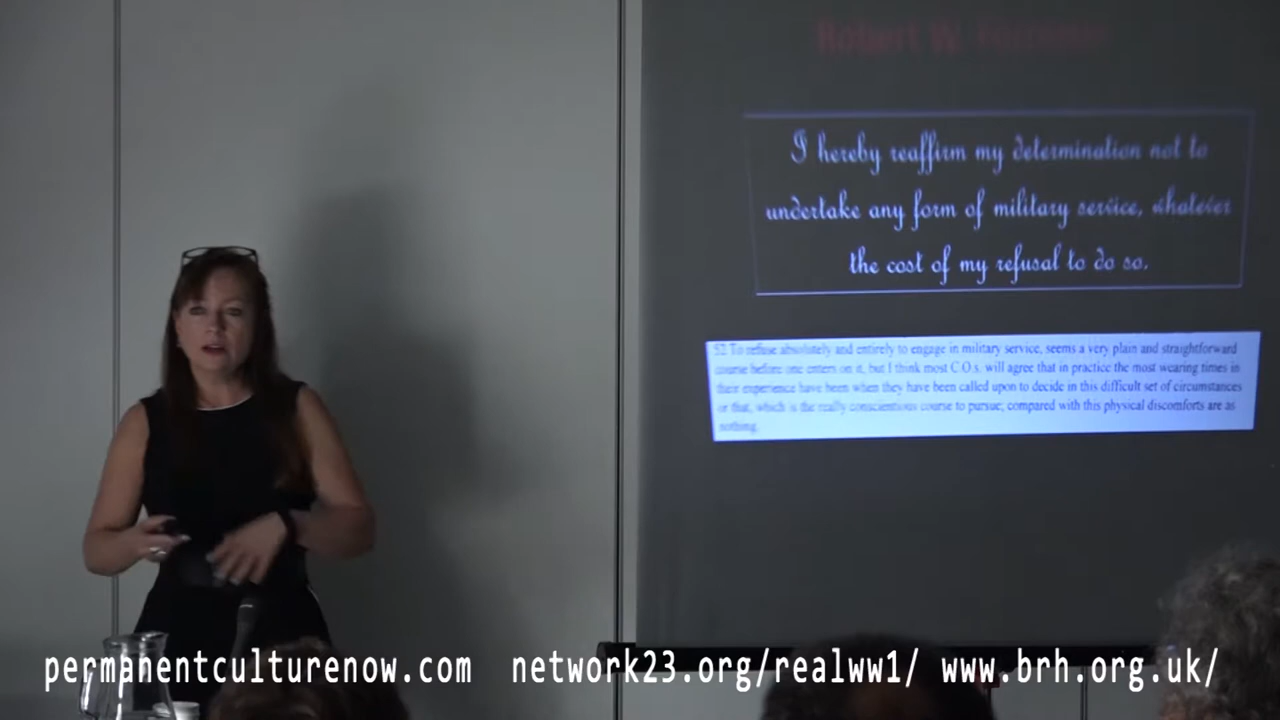 Robert W.
I hereby reaffirm my determination not to
undertake any form of military service, whatever
the cost of my refusal to do so.
52 To refuse absolutely and entirely to engage in military service, seems a very plain and straightforward
course before one enters on it, but I think most C.O.s. will agree that in practice the most wearing times in
their experience have been when they have been called upon to decide in this difficult set of circumstances
or that, which is the really conscientious course to pursue; compared with this physical discomforts are as
nothing.
permanentculturenow.com network23.org/realww1/ www.brh.org.uk/